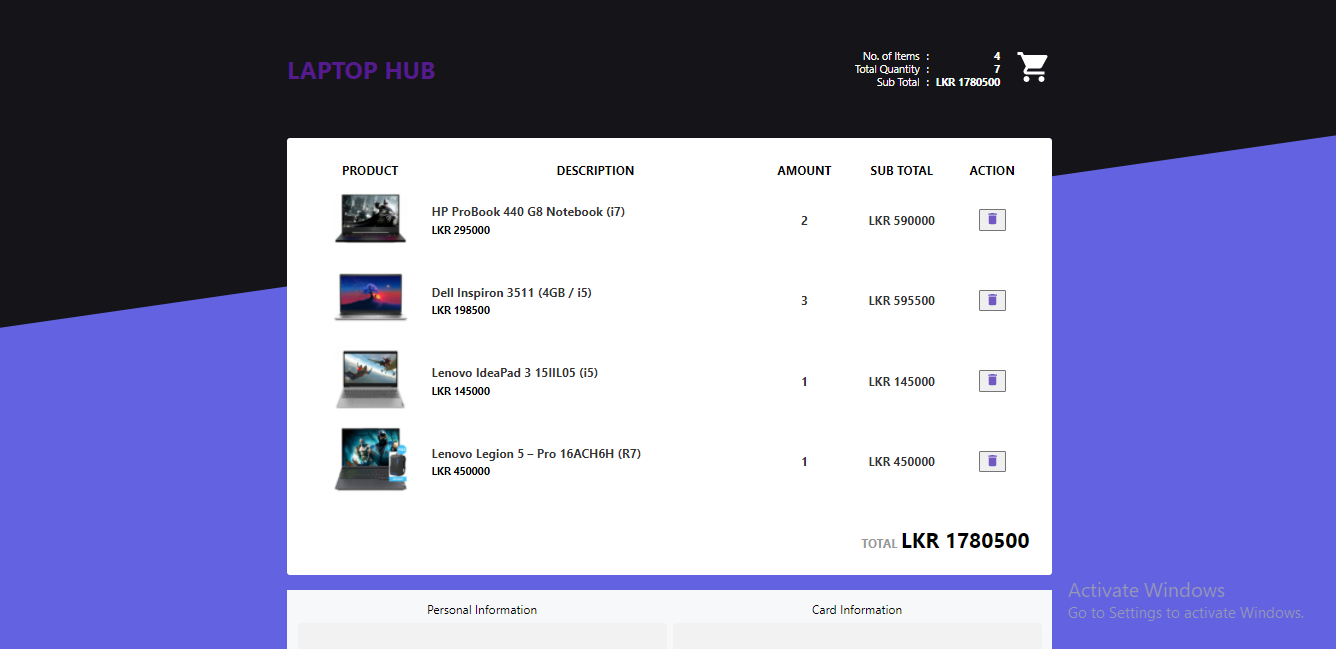 LAPTOP HUB
No. of Items : 4
Total Quantity : 7
Sub Total : LKR 1780500
PRODUCT DESCRIPTION AMOUNT SUB TOTAL ACTION
HP ProBook 440 G8 Notebook (i7)
LKR 295000
2 LKR 590000
Dell Inspiron 3511 (4GB / i5)
LKR 198500
3 LKR 595500
Lenovo IdeaPad 3 15IIL05 (i5)
LKR 145000
1 LKR 145000
Lenovo Legion 5 – Pro 16ACH6H (R7)
LKR 450000
1 LKR 450000
TOTAL LKR 1780500
Personal Information Card Information
Activate Windows
Go to Settings to activate Windows.